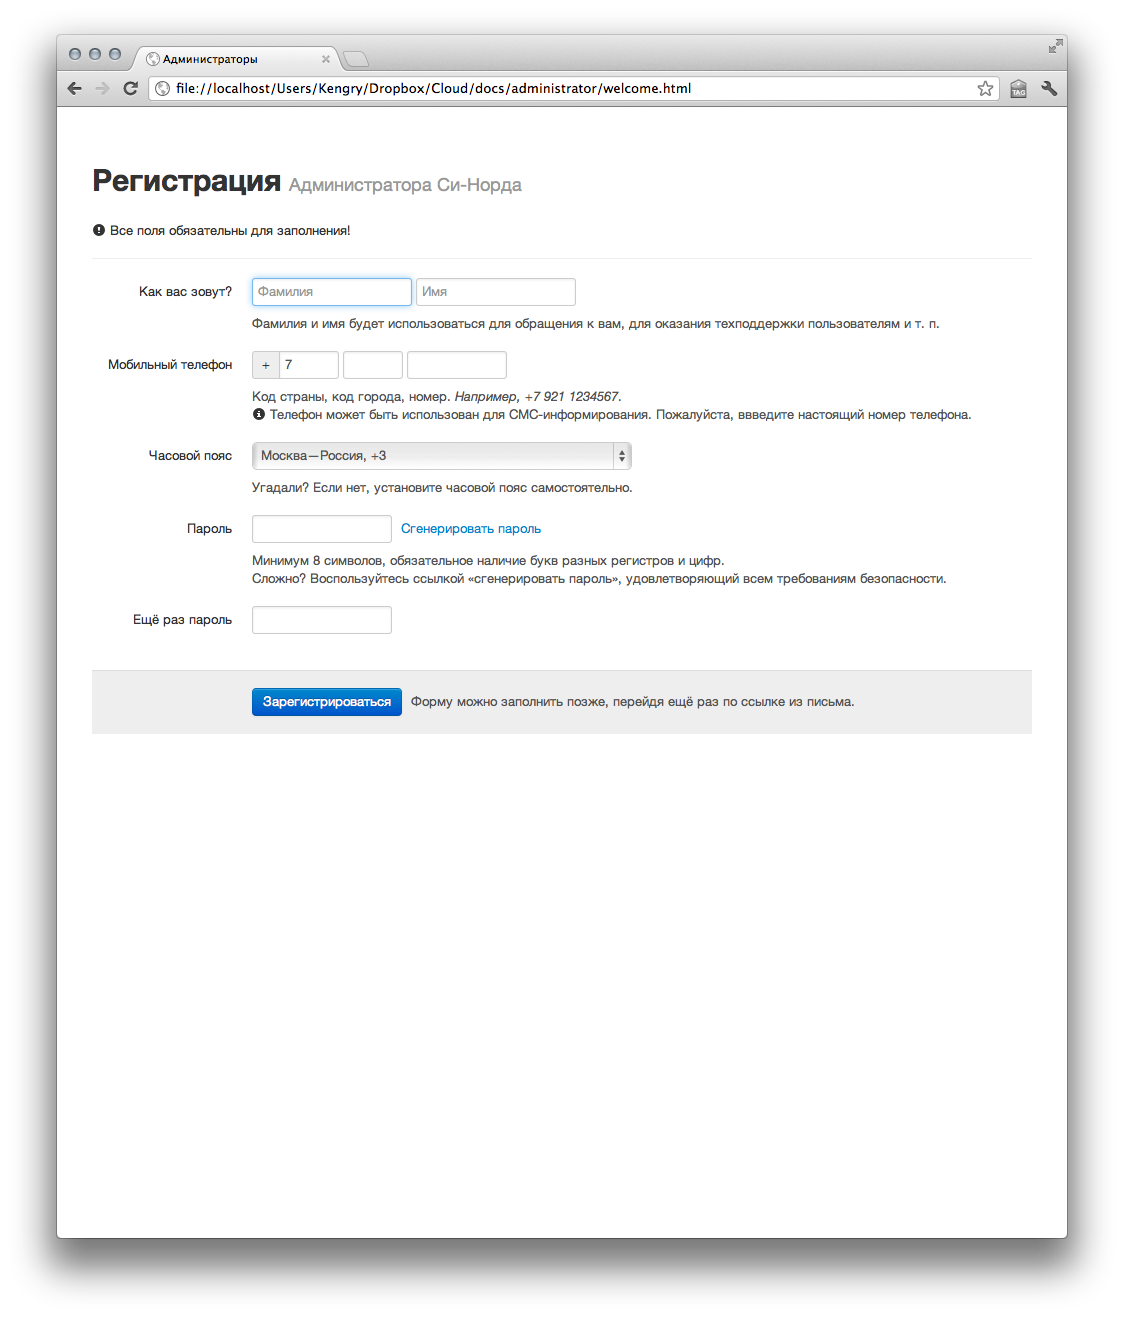 Администраторы
file://localhost/Users/Kengry/Dropbox/Cloud/docs/administrator/welcome.html
TAG
Регистрация Администратора Си-Норда
Все поля обязательны для заполнения!
Как вас зовут? Фамилия Имя
Фамилия и имя будет использоваться для обращения к вам, для оказания техподдержки пользователям и т. п.
Мобильный телефон + 7
Код страны, код города, номер. Например, +7 921 1234567.
Телефон может быть использован для СМС-информирования. Пожалуйста, ввведите настоящий номер телефона.
Часовой пояс Москва—Россия, +3
Угадали? Если нет, установите часовой пояс самостоятельно.
Пароль Сгенерировать пароль
Минимум 8 символов, обязательное наличие букв разных регистров и цифр.
Сложно? Воспользуйтесь ссылкой «сгенерировать пароль», удовлетворяющий всем требованиям безопасности.
Ещё раз пароль
Зарегистрироваться Форму можно заполнить позже, перейдя ещё раз по ссылке из письма.